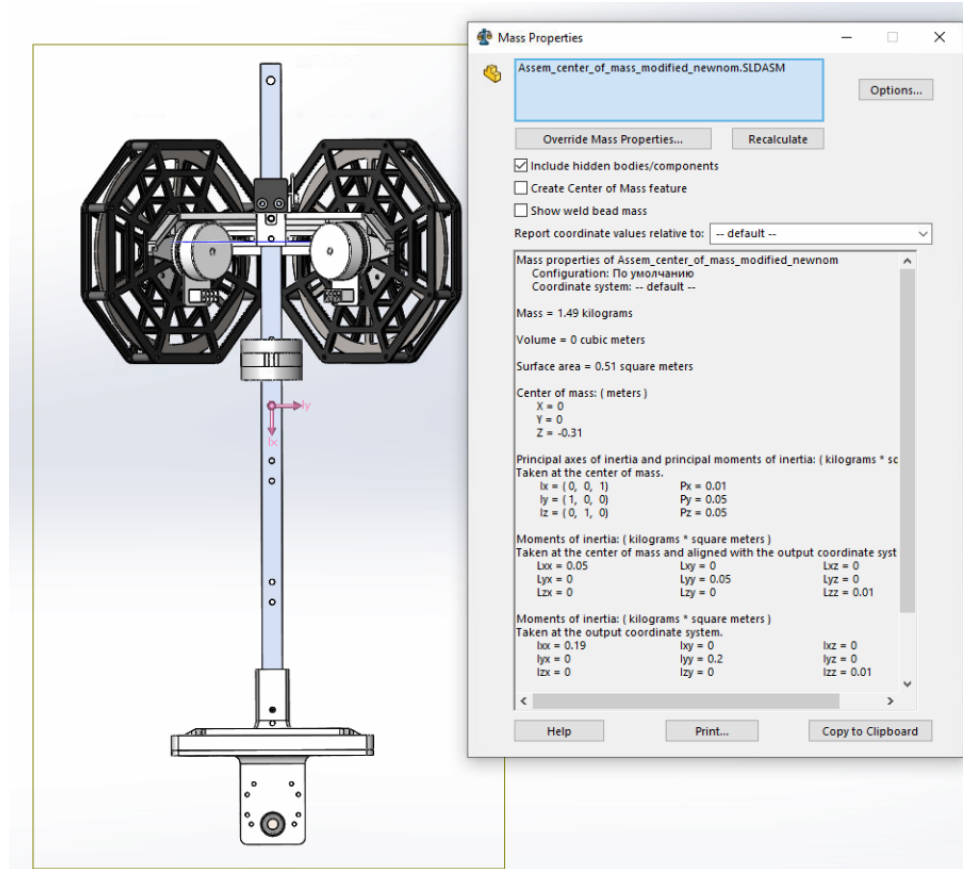 Mass Properties
Assem_center_of_mass_modified_newnom.SLDASM
Options...
Override Mass Properties...
Recalculate
Include hidden bodies/components
Create Center of Mass feature
Show weld bead mass
Report coordinate values relative to: -- default --
Mass properties of Assem_center_of_mass_modified_newnom
Configuration: По умолчанию
Coordinate system: -- default --
Mass = 1.49 kilograms
Volume = 0 cubic meters
Surface area = 0.51 square meters
Center of mass: ( meters )
X = 0
Y = 0
Z = -0.31
Principal axes of inertia and principal moments of inertia: ( kilograms * sc
Taken at the center of mass.
Ix = ( 0, 0, 1) Px = 0.01
Iy = ( 1, 0, 0) Py = 0.05
Iz = ( 0, 1, 0) Pz = 0.05
Moments of inertia: ( kilograms * square meters )
Taken at the center of mass and aligned with the output coordinate syst
Lxx = 0.05 Lxy = 0 Lxz = 0
Lyx = 0 Lyy = 0.05 Lyz = 0
Lzx = 0 Lzy = 0 Lzz = 0.01
Moments of inertia: ( kilograms * square meters )
Taken at the output coordinate system.
Ixx = 0.19 Ixy = 0 Ixz = 0
Iyx = 0 Iyy = 0.2 Iyz = 0
Izx = 0 Izy = 0 Izz = 0.01
Help
Print...
Copy to Clipboard
Iy
Ix